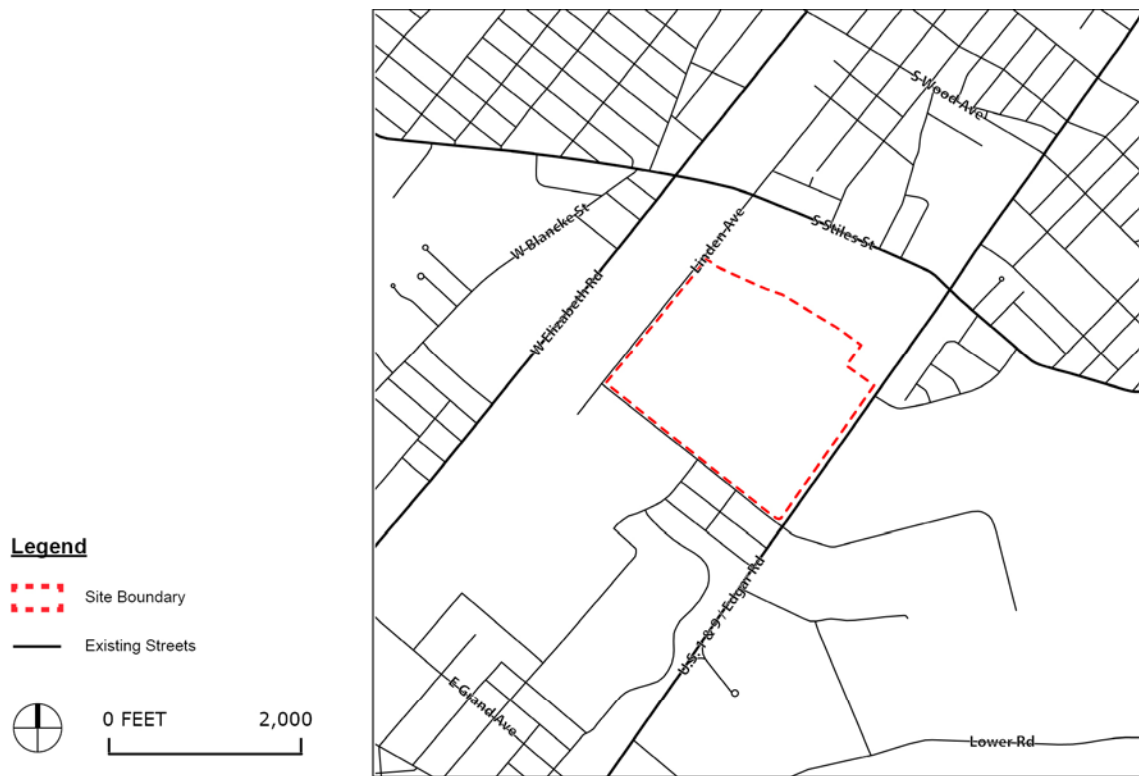 S Wood Ave
W Blancke St
Linden Ave
S Stiles St
W Elizabeth Rd
U.S. 1 & 9 / Edgar Rd
E Grand Ave
Lower Rd
Legend
Site Boundary
Existing Streets
0 FEET 2,000